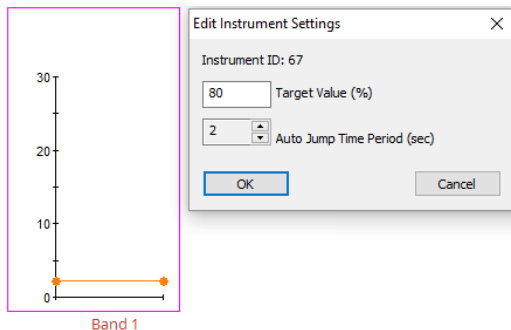 30
20
10
0
Band 1
Edit Instrument Settings
Instrument ID: 67
80 Target Value (%)
2 Auto Jump Time Period (sec)
OK Cancel